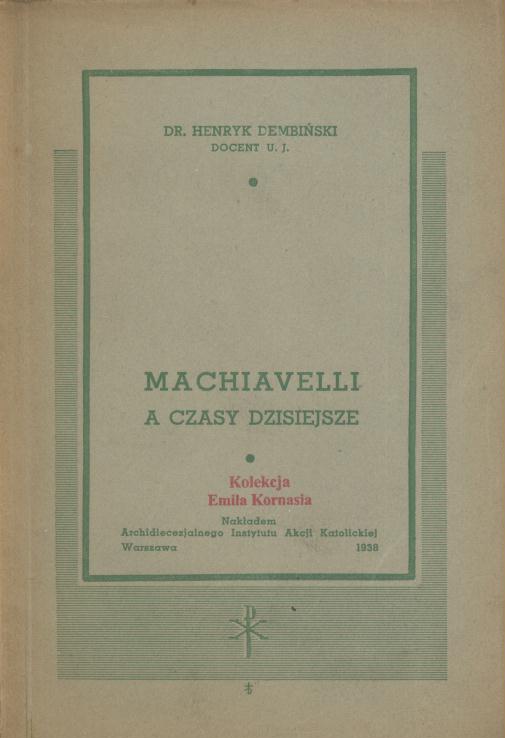 DR. HENRYK DEMBIŃSKI
DOCENT U. J.
MACHIAVELLI
A CZASY DZISIEJSZE
Kolekcja
Emila Kornasia
Nakładem
Archidiecezjalnego Instytutu Akcji Katolickiej
Warszawa 1938